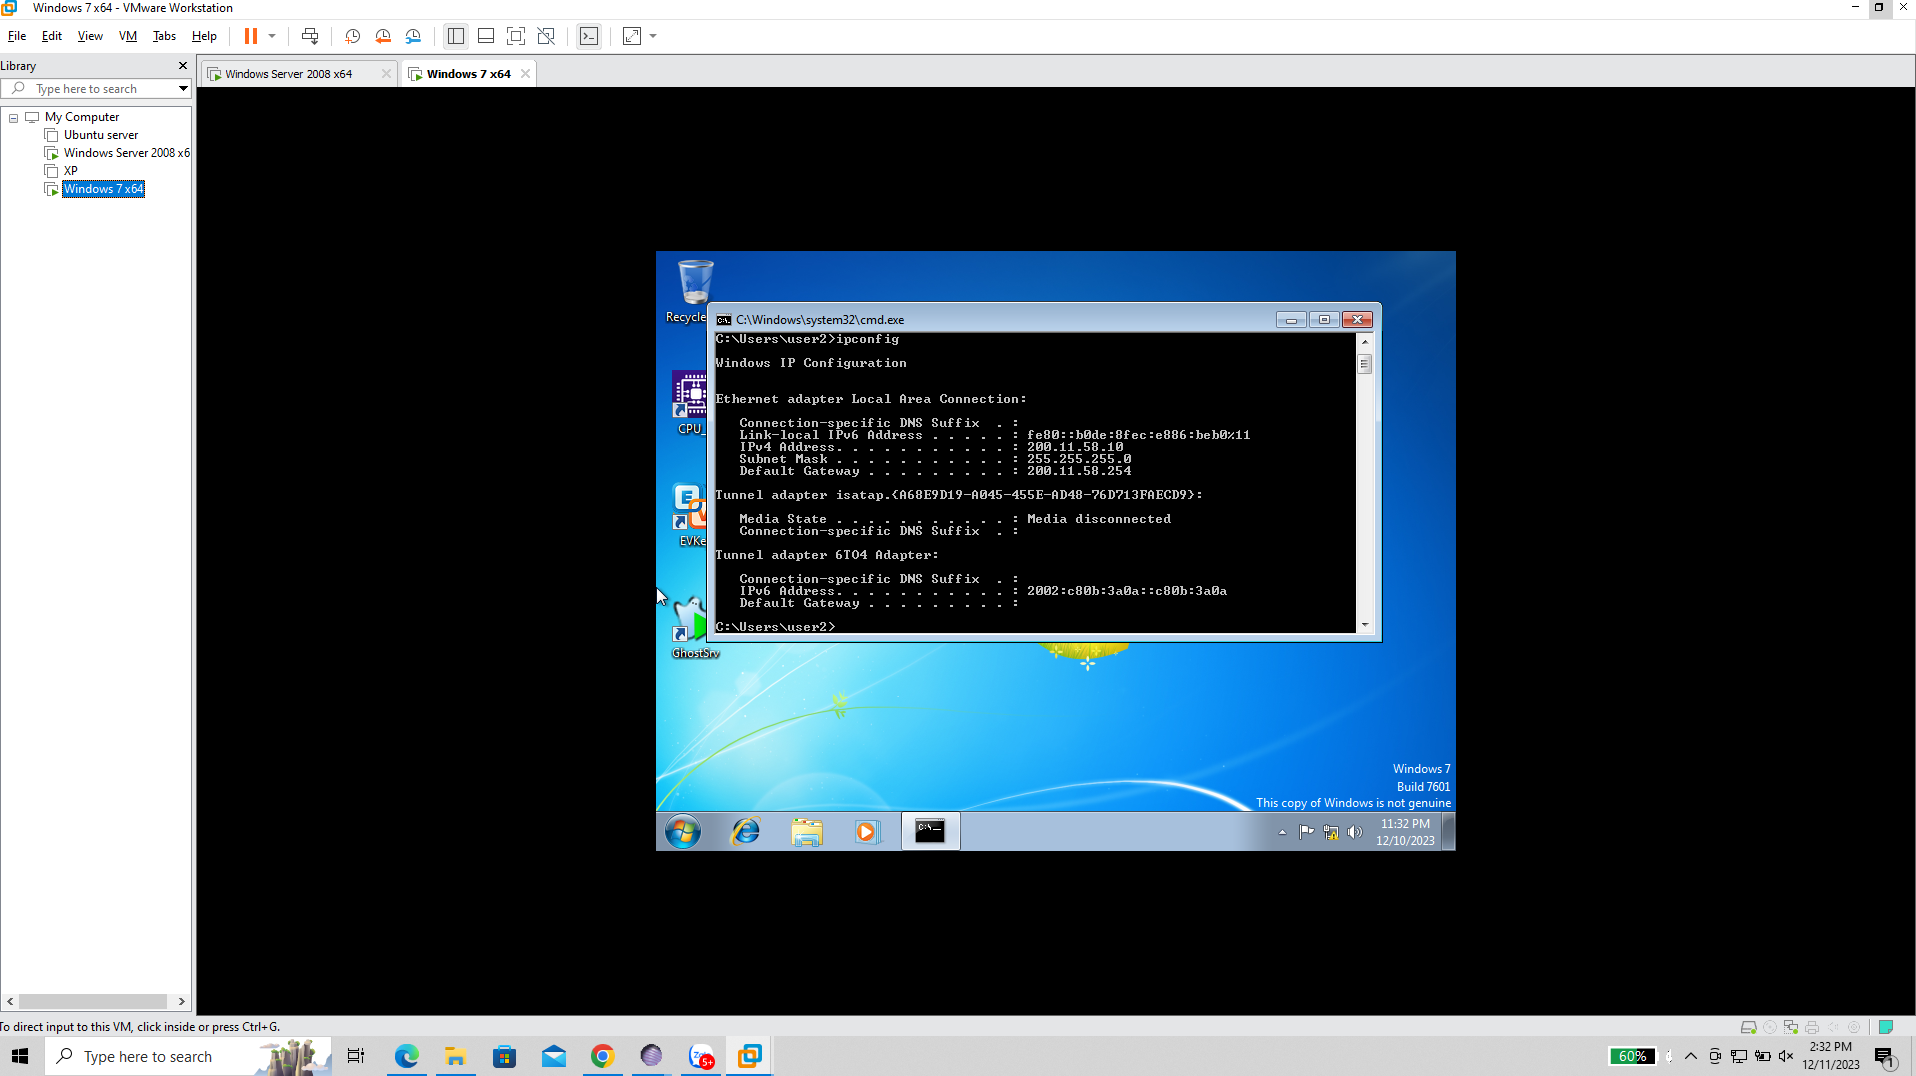 Windows 7 x64 - VMware Workstation
File Edit View VM Tabs Help
Library
Type here to search
My Computer
Ubuntu server
Windows Server 2008 x6
XP
Windows 7 x64
Windows Server 2008 x64
Windows 7 x64
Recycle
CPU_
EVKe
GhostSrv
C:\Windows\system32\cmd.exe
C:\Users\user2>ipconfig
Windows IP Configuration
Ethernet adapter Local Area Connection:
Connection-specific DNS Suffix  . :
Link-local IPv6 Address . . . . . : fe80::b0de:8fec:e886:beb0%11
IPv4 Address. . . . . . . . . . . : 200.11.58.10
Subnet Mask . . . . . . . . . . . : 255.255.255.0
Default Gateway . . . . . . . . . : 200.11.58.254
Tunnel adapter isatap.{A68E9D19-A045-455E-AD48-76D713FAECD9}:
Media State . . . . . . . . . . . : Media disconnected
Connection-specific DNS Suffix  . :
Tunnel adapter 6TO4 Adapter:
Connection-specific DNS Suffix  . :
IPv6 Address. . . . . . . . . . . : 2002:c80b:3a0a::c80b:3a0a
Default Gateway . . . . . . . . . :
C:\Users\user2>
Windows 7
Build 7601
This copy of Windows is not genuine
11:32 PM
12/10/2023
To direct input to this VM, click inside or press Ctrl+G.
Type here to search
5+
60%
2:32 PM
12/11/2023
1